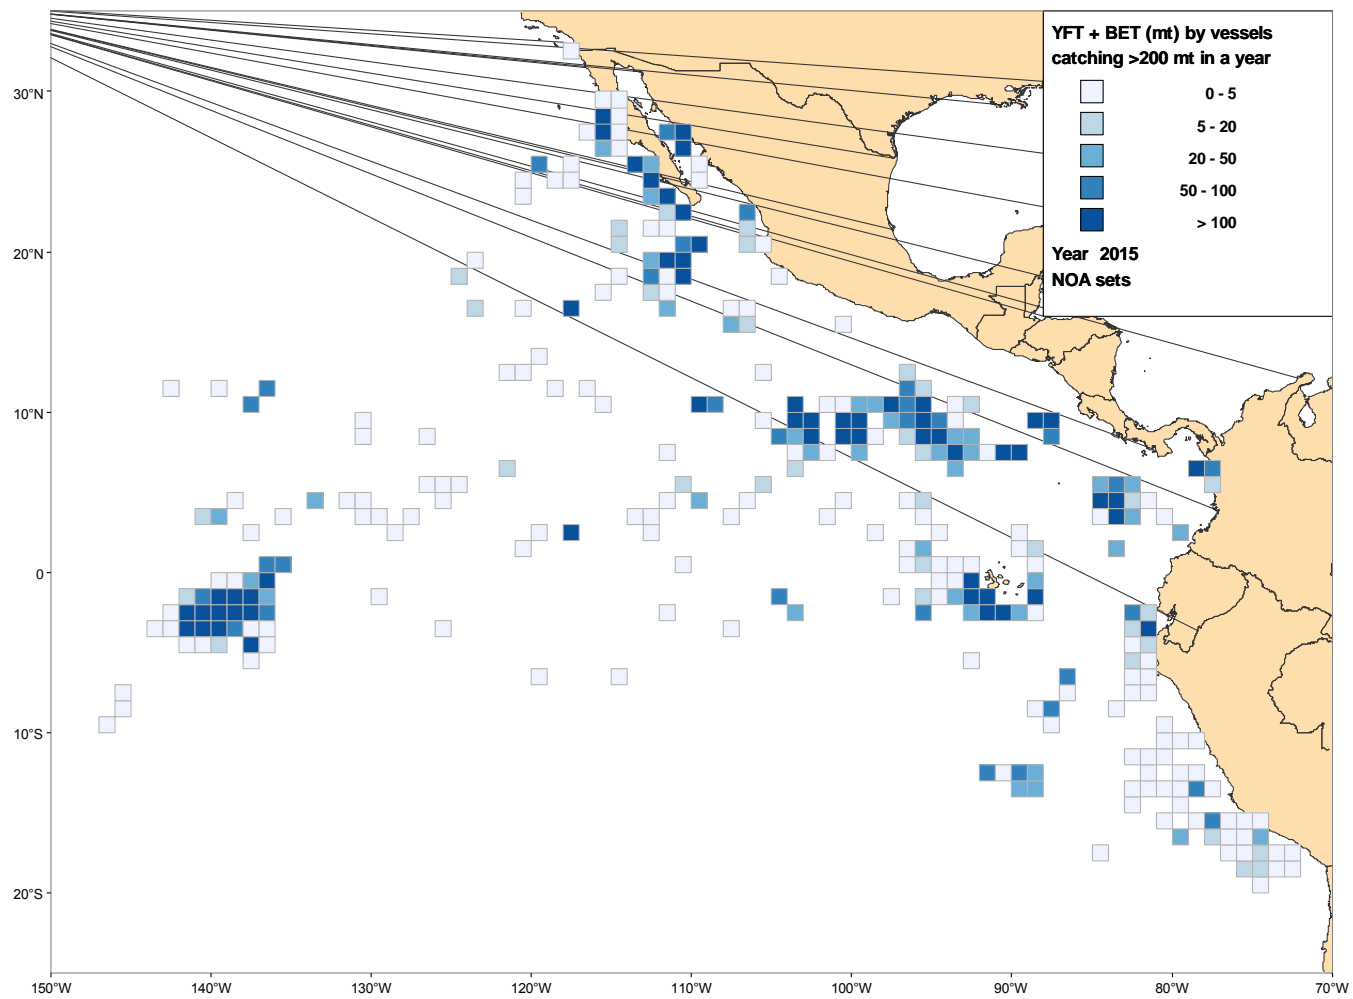 YFT + BET (mt) by vessels
catching >200 mt in a year
0 - 5
5 - 20
20 - 50
50 - 100
> 100
Year 2015
NOA sets
30°N
20°N
10°N
0
10°S
20°S
150°W 140°W 130°W 120°W 110°W 100°W 90°W 80°W 70°W